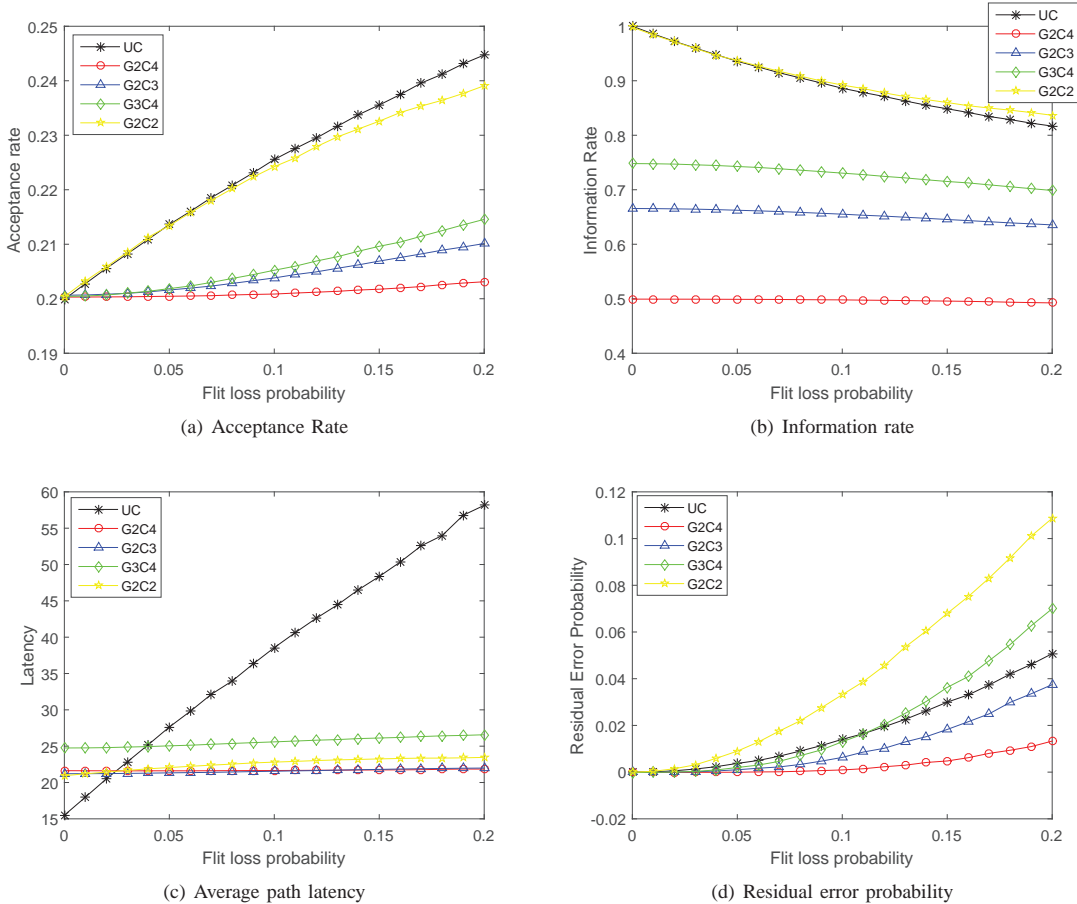 0.25
0.24
0.23
0.22
0.21
0.2
0.19
Acceptance rate
UC
G2C4
G2C3
G3C4
G2C2
0
0.05
0.1
0.15
0.2
Flit loss probability
(a) Acceptance Rate
1
0.9
0.8
0.7
0.6
0.5
0.4
Information Rate
UC
G2C4
G2C3
G3C4
G2C2
0
0.05
0.1
0.15
0.2
Flit loss probability
(b) Information rate
60
55
50
45
40
35
30
25
20
15
Latency
UC
G2C4
G2C3
G3C4
G2C2
0
0.05
0.1
0.15
0.2
Flit loss probability
(c) Average path latency
0.12
0.1
0.08
0.06
0.04
0.02
0
-0.02
Residual Error Probability
UC
G2C4
G2C3
G3C4
G2C2
0
0.05
0.1
0.15
0.2
Flit loss probability
(d) Residual error probability